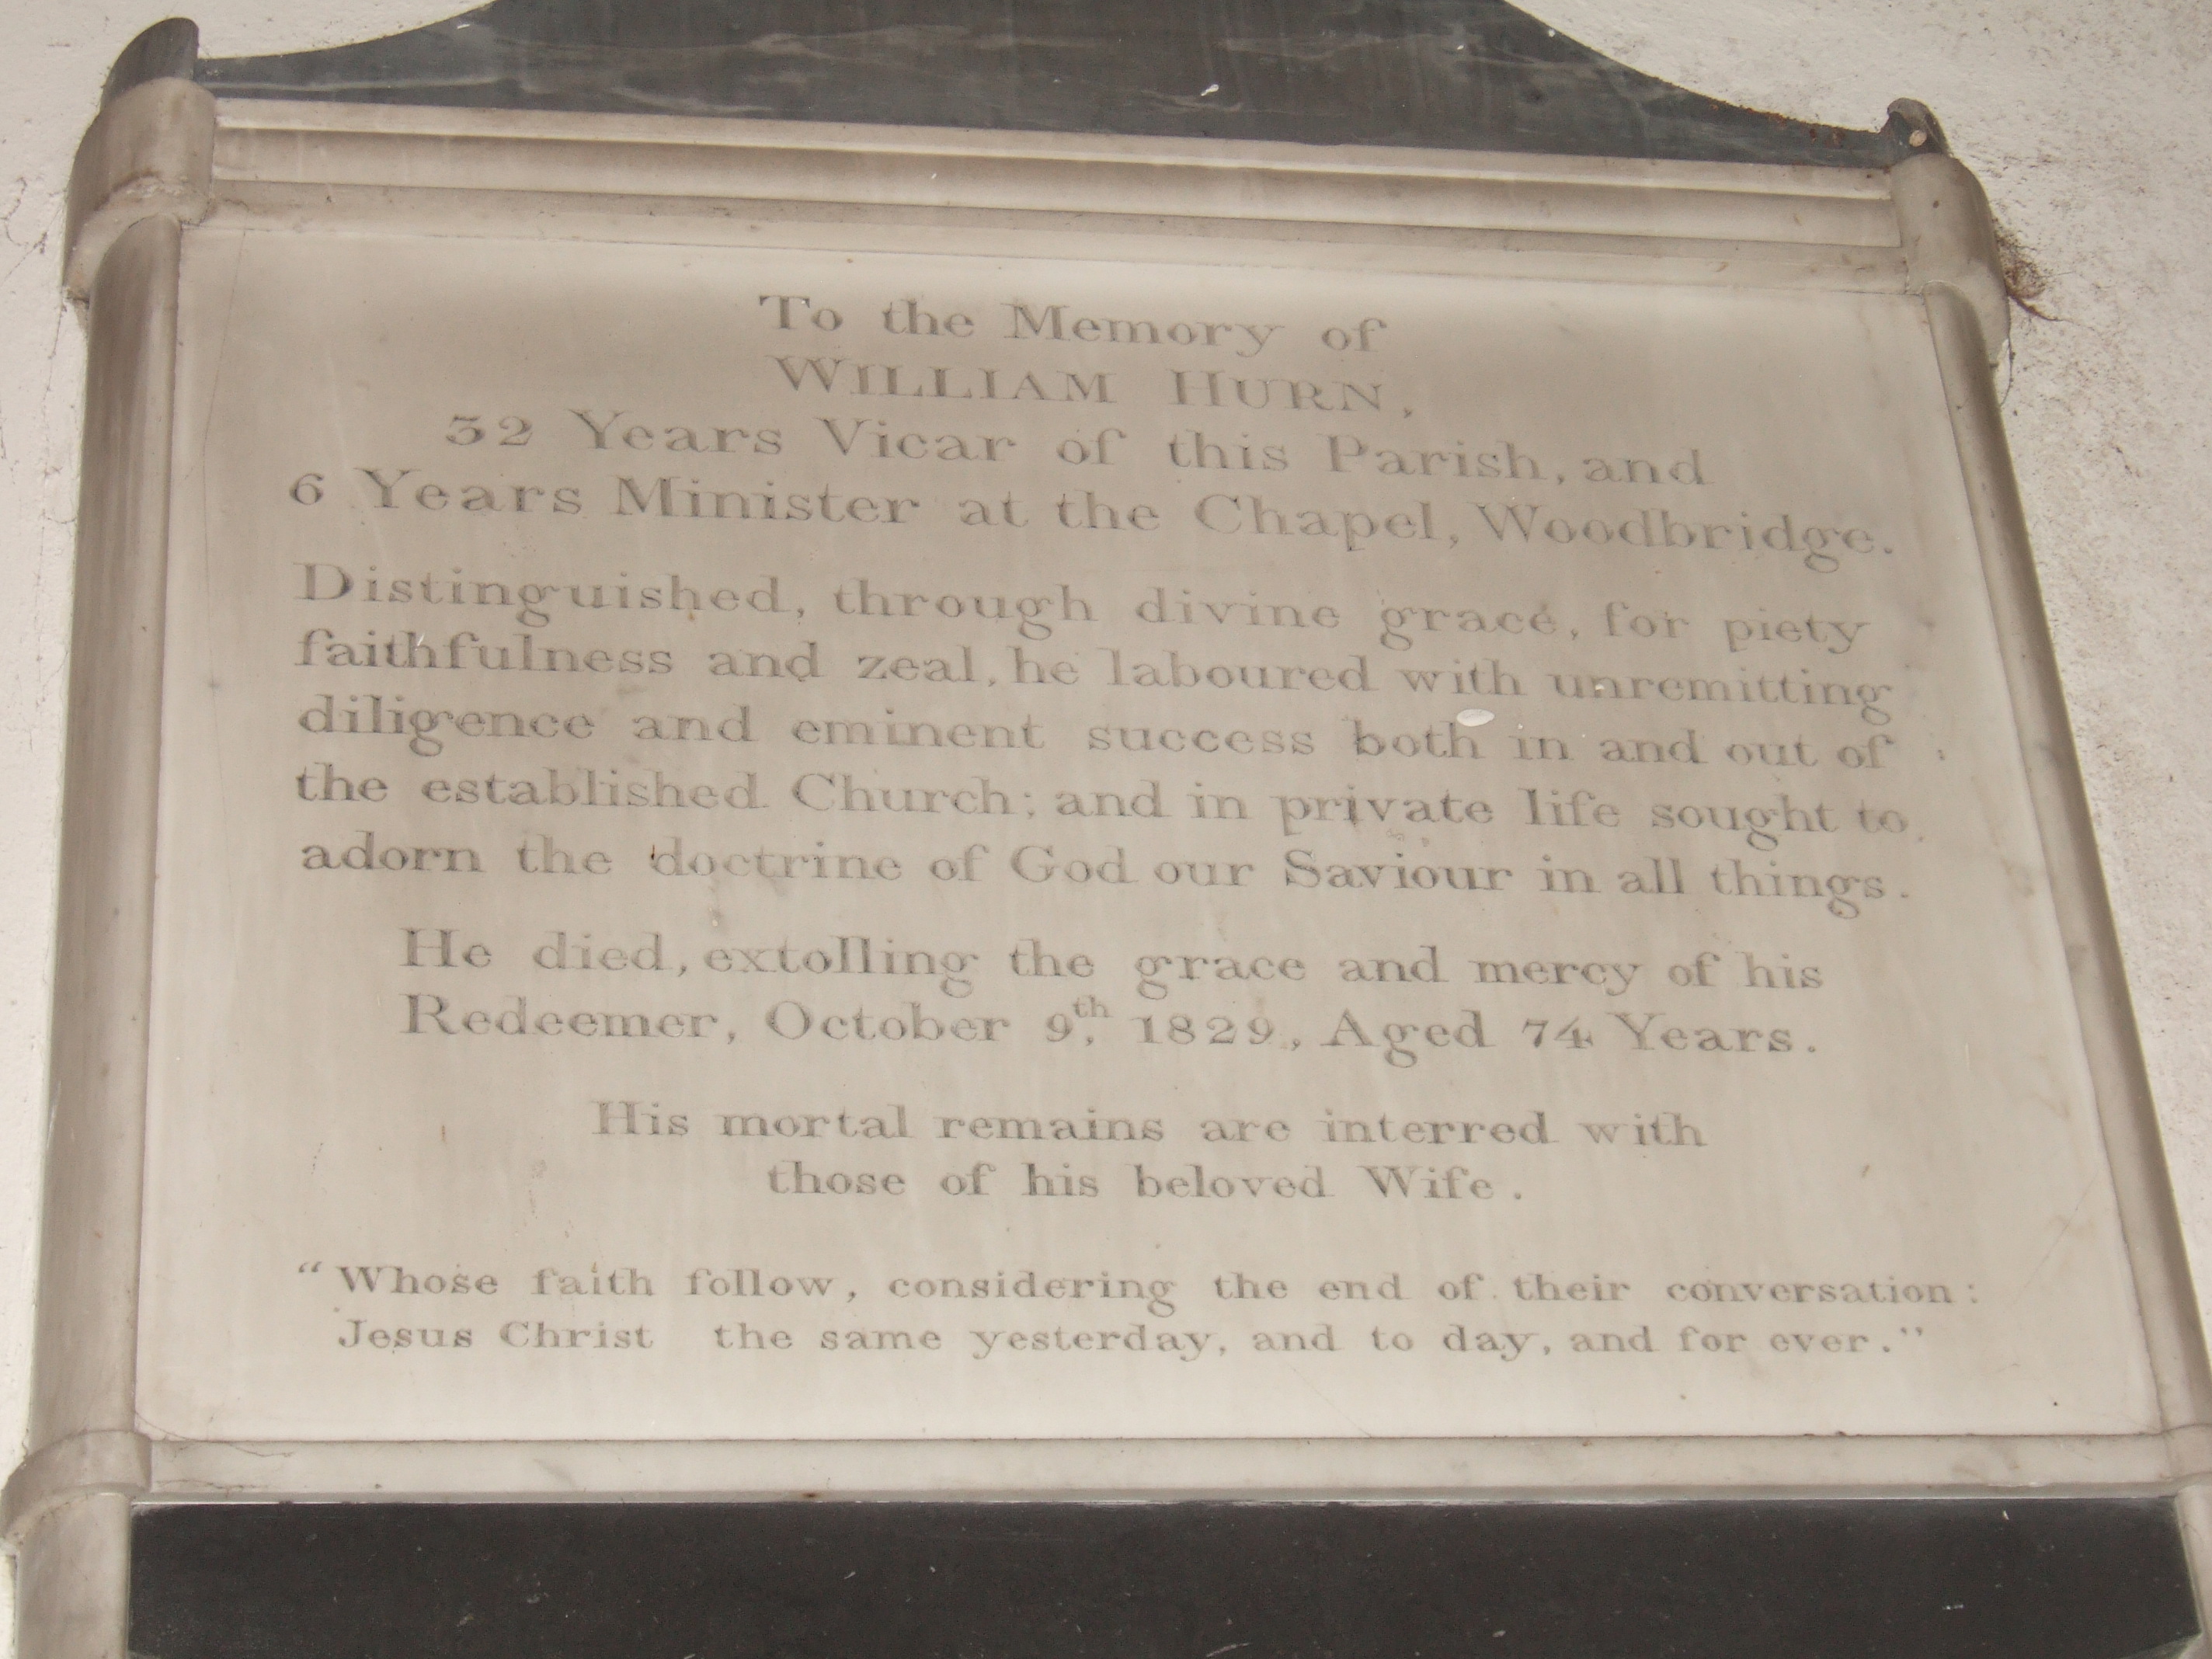 To the Memory of
WILLIAM HURN,
32 Years Vicar of this Parish, and
6 Years Minister at the Chapel, Woodbridge.
Distinguished, through divine grace, for piety
faithfulness and zeal, he laboured with unremitting
diligence and eminent success both in and out of
the established Church; and in private life sought to
adorn the doctrine of God our Saviour in all things.
He died, extolling the grace and mercy of his
Redeemer, October 9th, 1829, Aged 74 Years.
His mortal remains are interred with
those of his beloved Wife.
“Whose faith follow, considering the end of their conversation:
Jesus Christ the same yesterday, and to day, and for ever.”